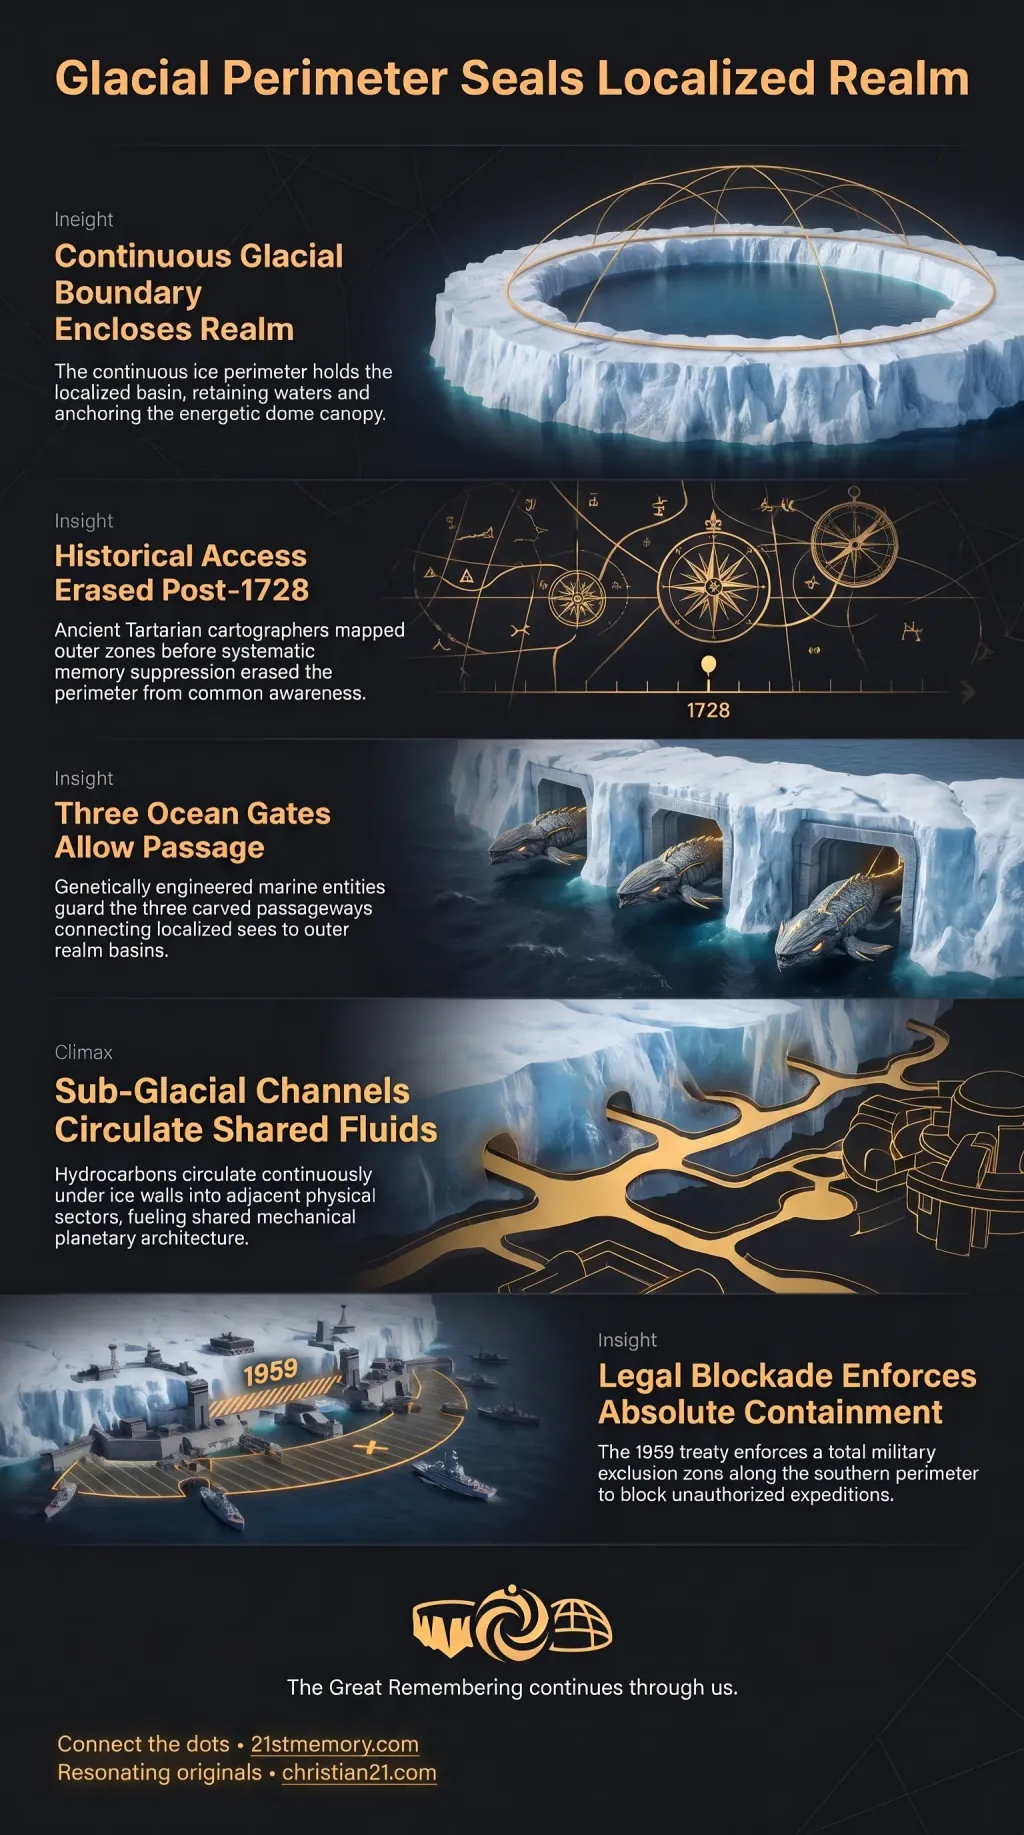 Glacial Perimeter Seals Localized Realm
Ineight
Continuous Glacial
Boundary
Encloses Realm
The continuous ice perimeter holds the
localized basin, retaining waters and
anchoring the energetic dome canopy.
Insight
Historical Access
Erased Post-1728
Ancient Tartarian cartographers mapped
outer zones before systematic
memory suppression erased the
perimeter from common awareness.
1728
Insight
Three Ocean Gates
Allow Passage
Genetically engineered marine entities
guard the three carved passageways
connecting localized sees to outer
realm basins.
Climax
Sub-Glacial Channels
Circulate Shared Fluids
Hydrocarbons circulate continuously
under ice walls into adjacent physical
sectors, fueling shared mechanical
planetary architecture.
1959
Insight
Legal Blockade Enforces
Absolute Containment
The 1959 treaty enforces a total military
exclusion zone along the southern perimeter
to block unauthorized expeditions.
The Great Remembering continues through us.
Connect the dots • 21stmemory.com
Resonating originals • christian21.com